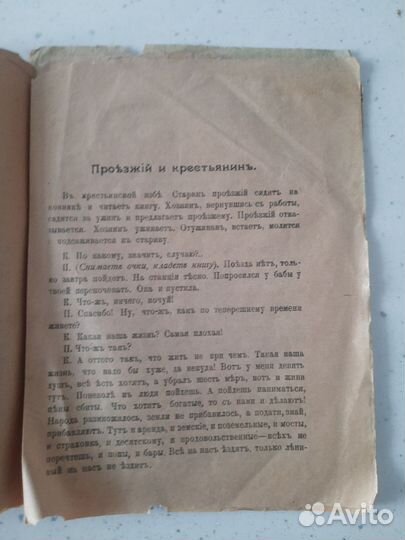 Проѣзжій и крестьянинъ.
Въ крестьянской избѣ. Старикъ проѣзжій сидитъ на
конникѣ и читаетъ книгу. Хозяинъ, вернувшись съ работы,
садится за ужинъ и предлагаетъ проѣзжему. Проѣзжій отка-
зывается. Хозяинъ ужинаетъ. Отужинавъ, встаетъ, молится
и подсаживается къ старику.
К. По какому, значитъ, случаю?..
П. (Снимаетъ очки, кладетъ книгу). Поѣзда нѣтъ, толь-
ко завтра пойдетъ. На станціи тѣсно. Попросился у бабы у
твоей переночевать. Она и пустила.
К. Что-жъ, ничего, ночуй!
П. Спасибо! Ну, что-жъ, какъ по теперешнему времени
живете?
К. Какая наша жизнь? Самая плохая!
П. Что-жъ такъ?
К. А оттого такъ, что жить не при чемъ. Такая наша
жизнь, что надо бы хуже, да некуда! Вотъ у меня девять
душъ, всѣ ѣсть хотятъ, а убралъ шесть мѣръ, вотъ и живи
тутъ. Поневолѣ въ люди пойдешь. А пойдешь наниматься,
цѣны сбиты. Что хотятъ богатые, то съ нами и дѣлаютъ!
Народа размножилось, земли не прибавилось, а подати, знай,
прибавляютъ. Тутъ и аренда, и земскіе, и поземельные, и мосты,
и страховка, и десятскому, и продовольственные—всѣхъ не
перечтешь, и попы, и бары. Всѣ на насъ ѣздятъ, только лѣни-
вый на насъ не ѣздитъ.
Avito